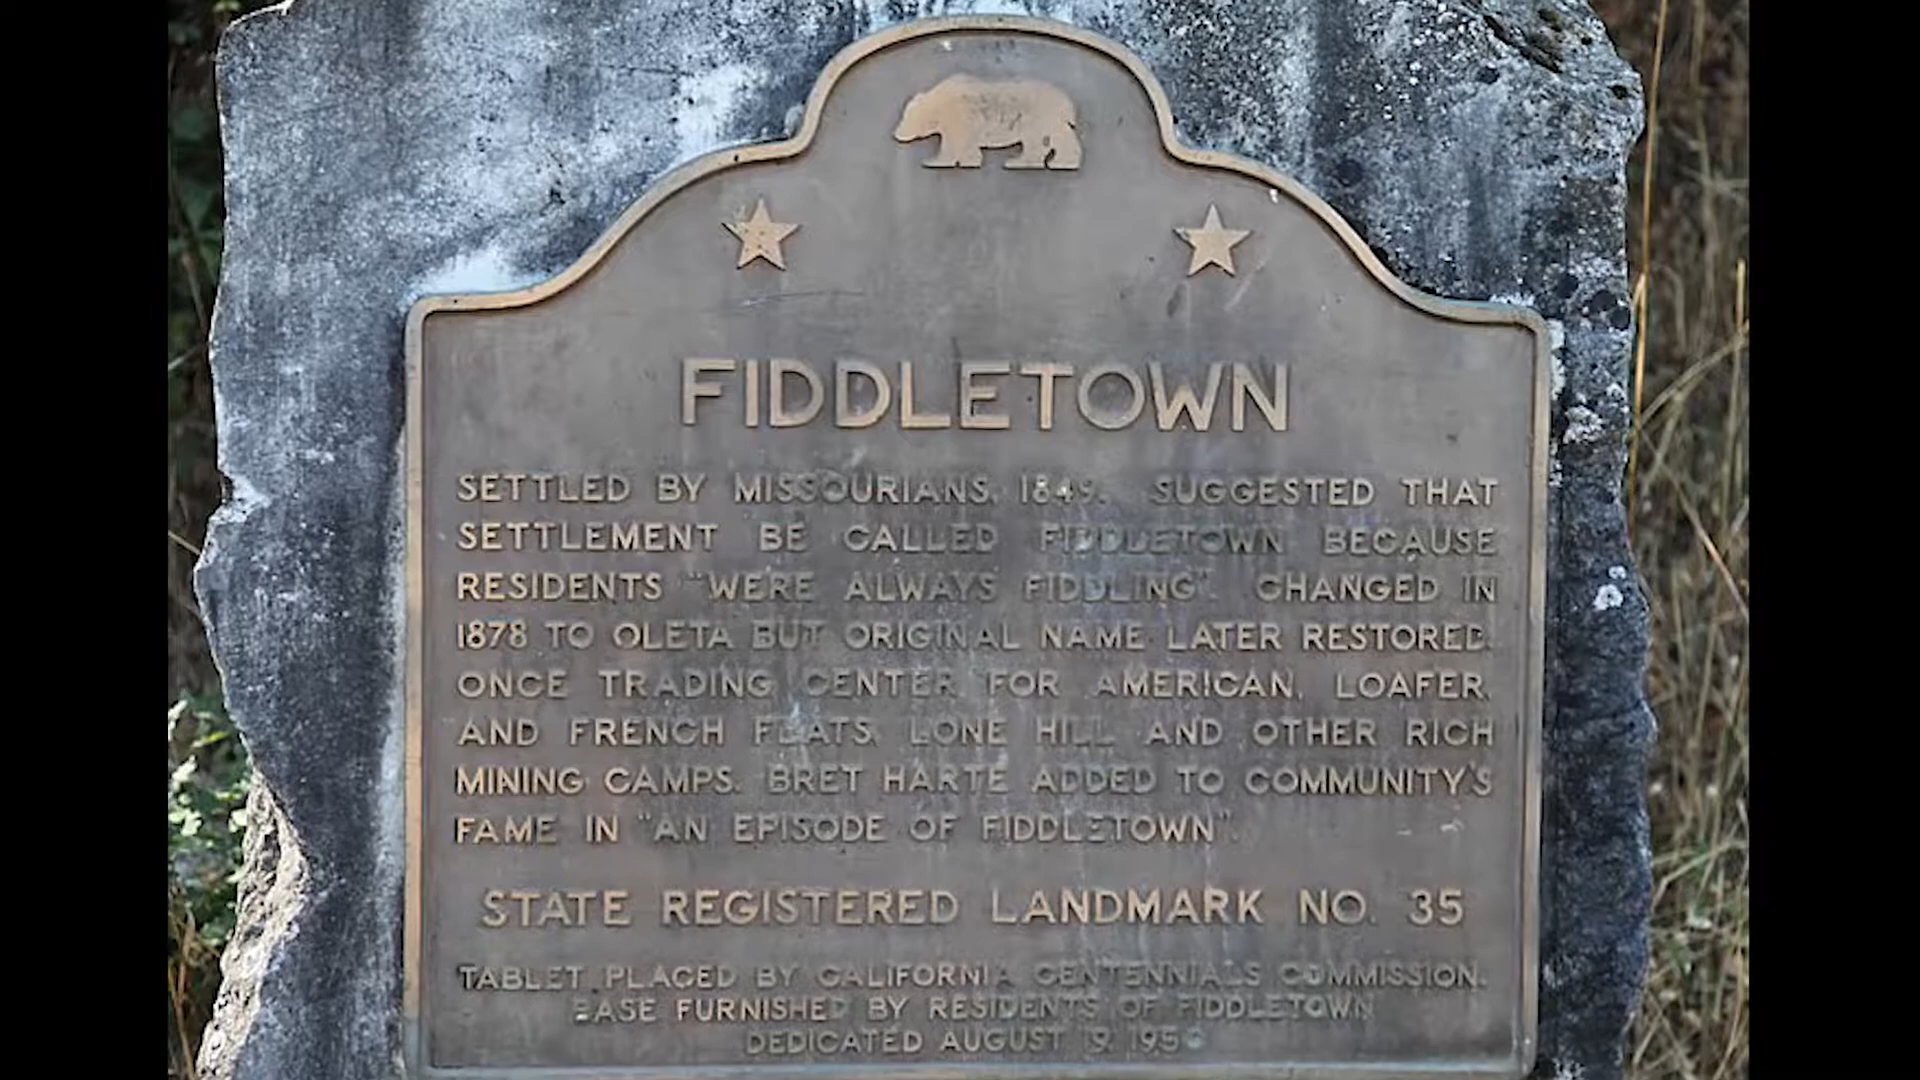 FIDDLETOWN
SETTLED BY MISSOURIANS, 1849. SUGGESTED THAT
SETTLEMENT BE CALLED FIDDLETOWN BECAUSE
RESIDENTS "WERE ALWAYS FIDDLING". CHANGED IN
1878 TO OLETA BUT ORIGINAL NAME LATER RESTORED.
ONCE TRADING CENTER FOR AMERICAN, LOAFER,
AND FRENCH FLATS, LONE HILL AND OTHER RICH
MINING CAMPS. BRET HARTE ADDED TO COMMUNITY'S
FAME IN "AN EPISODE OF FIDDLETOWN".
STATE REGISTERED LANDMARK NO. 35
TABLET PLACED BY CALIFORNIA CENTENNIALS COMMISSION.
BASE FURNISHED BY RESIDENTS OF FIDDLETOWN
DEDICATED AUGUST 19,